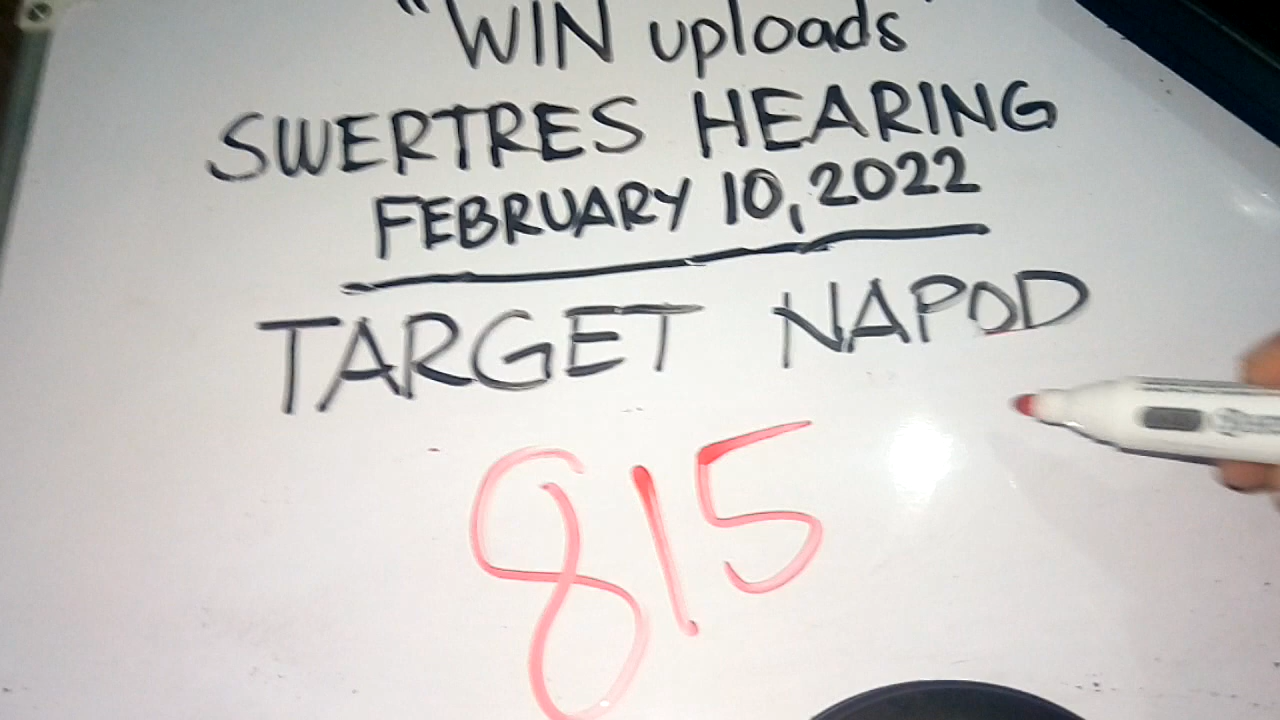 "WIN uploads"
SWERTRES HEARING
FEBRUARY 10, 2022
TARGET NAPOD
815